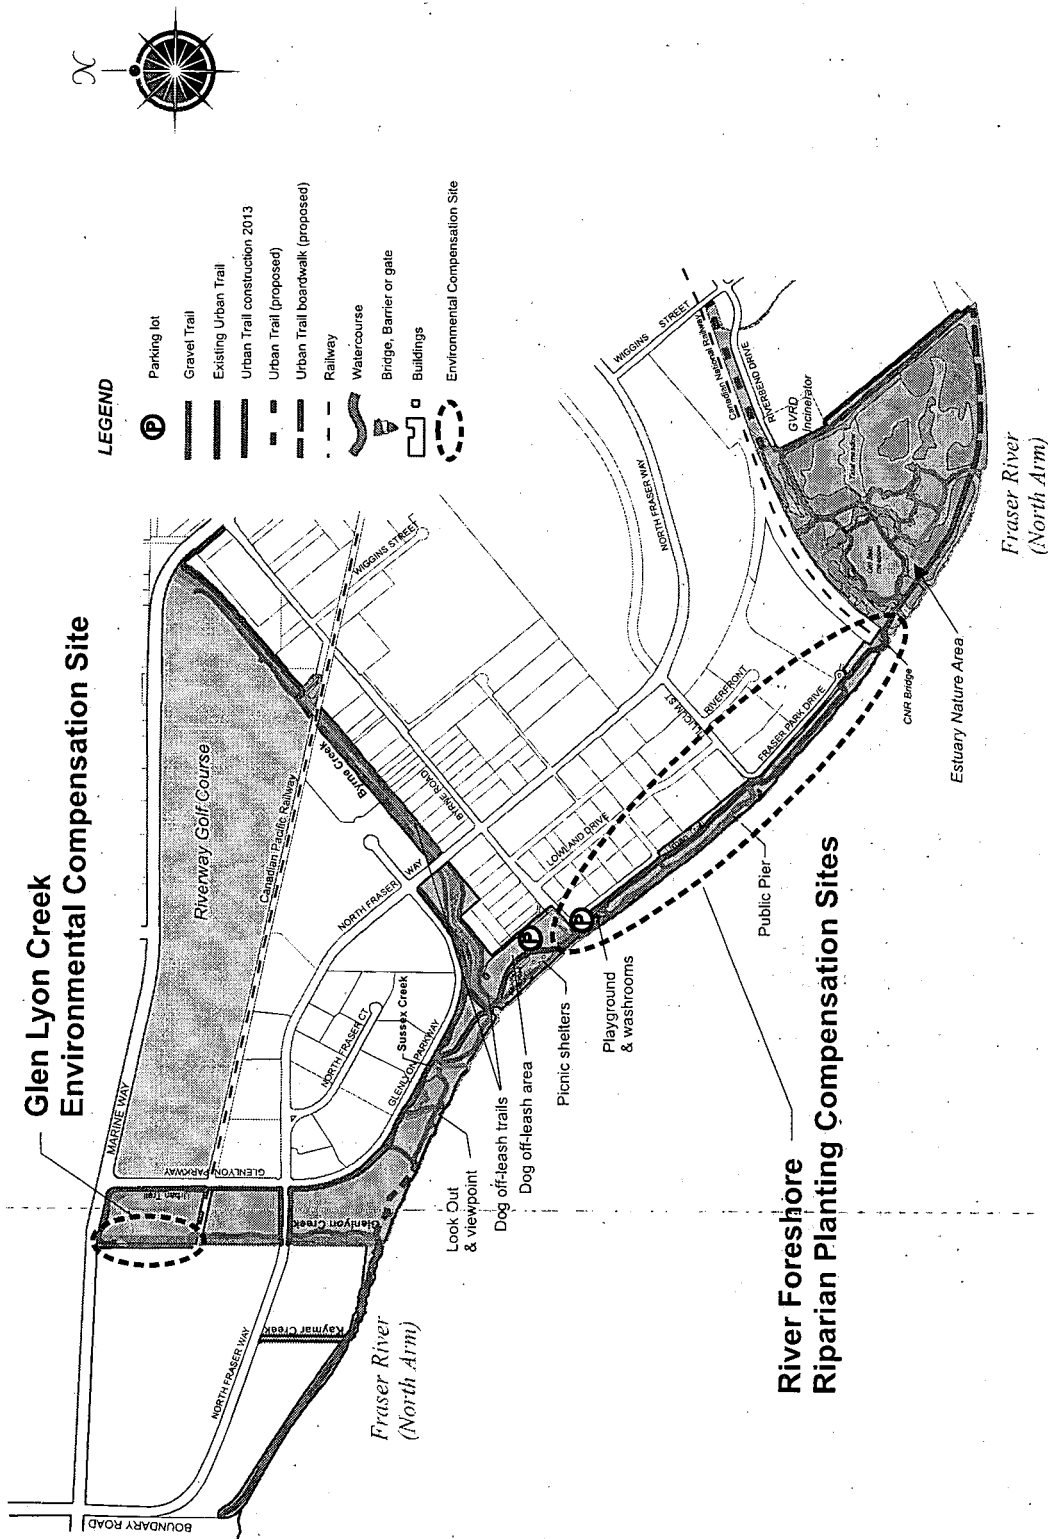 Glen Lyon Creek
Environmental Compensation Site
N
LEGEND
Parking lot
Gravel Trail
Existing Urban Trail
Urban Trail construction 2013
Urban Trail (proposed)
Urban Trail boardwalk (proposed)
Railway
Watercourse
Bridge, Barrier or gate
Buildings
Environmental Compensation Site
P
MARINE WAY
Riverway Golf Course
Canadian Pacific Railway
GLENLYON PARKWAY
Urban Trail
Glenlyon Creek
Byrne Creek
WIGGINS STREET
BYRNE ROAD
NORTH FRASER WAY
NORTH FRASER CT
Sussex Creek
GLENLYON PARKWAY
LOWLAND DRIVE
NORTH FRASER WAY
WIGGINS STREET
Canadian National Railway
RIVERBEND DRIVE
GVRD
Incinerator
TILLICUM ST
RIVERFRONT
FRASER PARK DRIVE
CNR Bridge
Estuary Nature Area
Fraser River
(North Arm)
BOUNDARY ROAD
NORTH FRASER WAY
Kaymar Creek
Fraser River
(North Arm)
Look Out
& viewpoint
Dog off-leash trails
Dog off-leash area
Picnic shelters
P
P
Playground
& washrooms
Public Pier
River Foreshore
Riparian Planting Compensation Sites